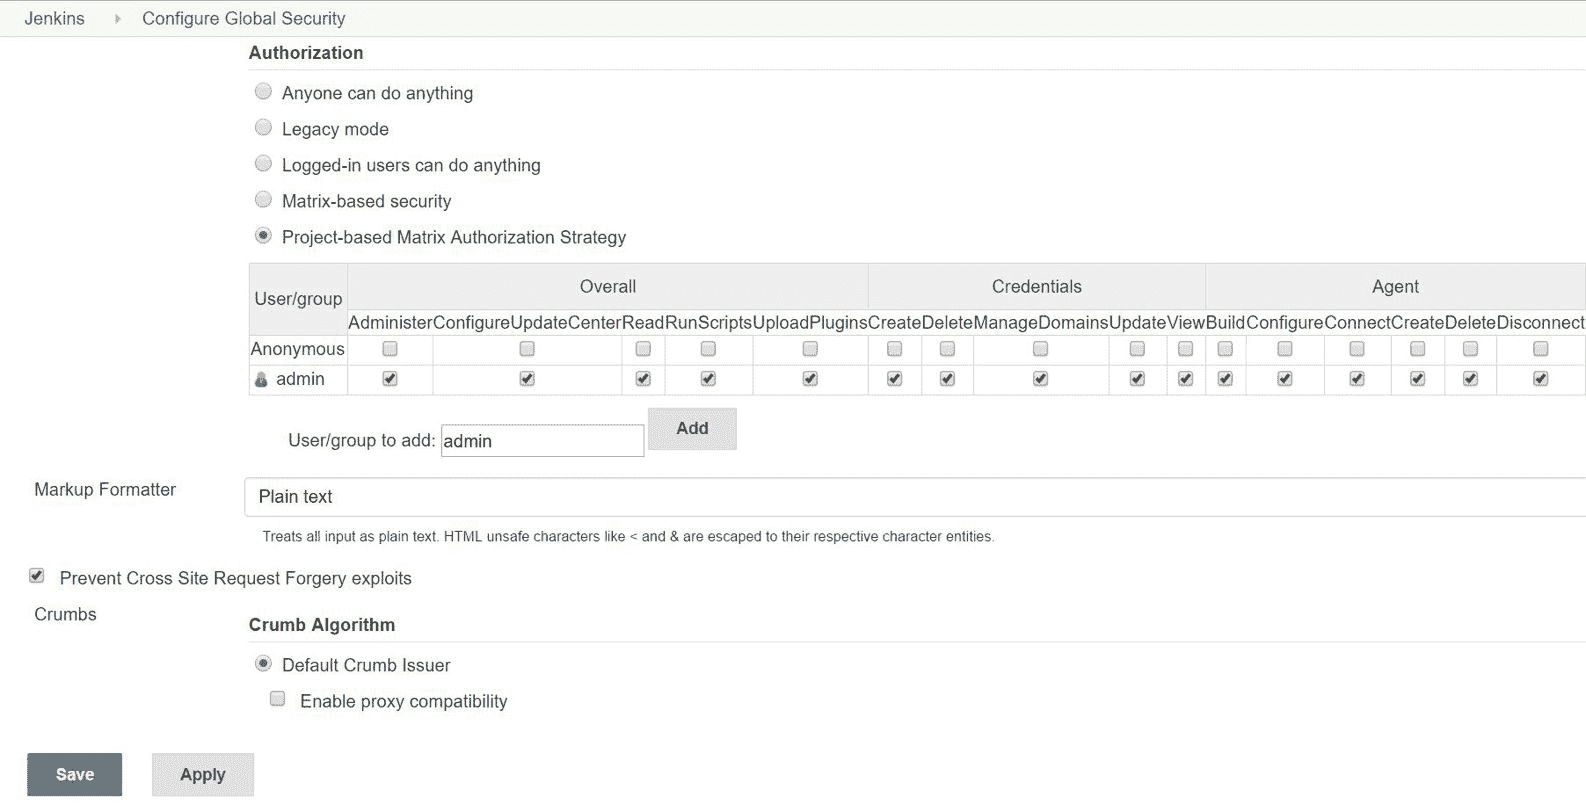 Jenkins Configure Global Security
Authorization
Anyone can do anything
Legacy mode
Logged-in users can do anything
Matrix-based security
Project-based Matrix Authorization Strategy
User/group Overall Credentials Agent
Administer ConfigureUpdateCenter Read RunScripts UploadPlugins Create Delete ManageDomains Update View Build Configure Connect Create Delete Disconnect
Anonymous
admin
User/group to add: admin Add
Markup Formatter Plain text
Treats all input as plain text. HTML unsafe characters like < and & are escaped to their respective character entities.
Prevent Cross Site Request Forgery exploits
Crumbs
Crumb Algorithm
Default Crumb Issuer
Enable proxy compatibility
Save Apply